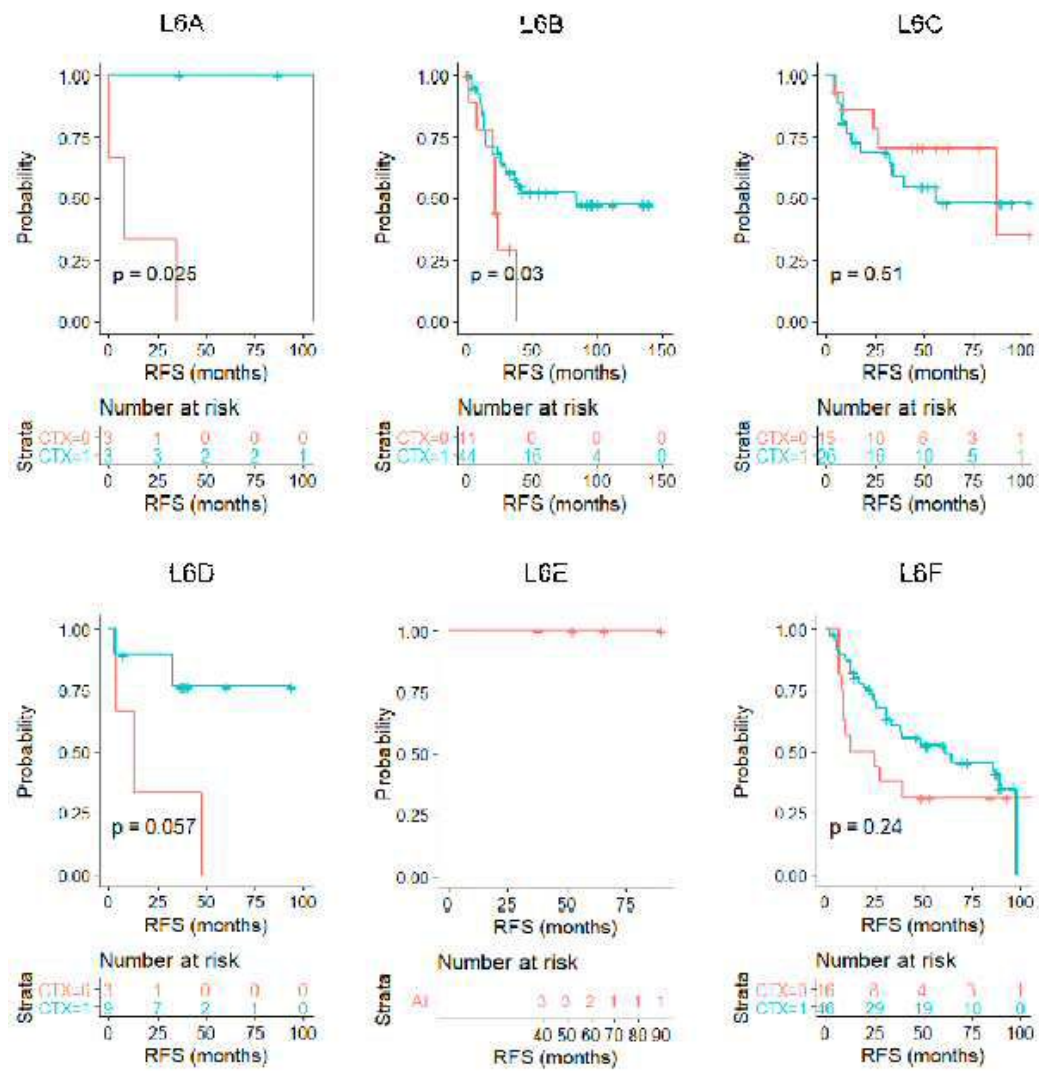 L6A L6B L6C
1.00 1.00 1.00
0.75 0.75 0.75
Probability Probability Probability
0.50 0.50 0.50
0.25 0.25 0.25
p = 0.025 p = 0.03 p = 0.51
0.00 0.00 0.00
0 25 50 75 100 0 50 100 150 0 25 50 75 100
RFS (months) RFS (months) RFS (months)
Number at risk Number at risk Number at risk
Strata Strata Strata
CTX=0 3 1 0 0 0 CTX=0 11 0 0 0 CTX=0 15 10 6 3 1
CTX=1 3 3 2 2 1 CTX=1 44 16 4 0 CTX=1 26 10 5 1
0 25 50 75 100 0 50 100 150 0 25 50 75 100
RFS (months) RFS (months) RFS (months)
L6D L6E L6F
1.00 1.00 1.00
0.75 0.75 0.75
Probability Probability Probability
0.50 0.50 0.50
0.25 0.25 0.25
p = 0.057 p = 0.24
0.00 0.00 0.00
0 25 50 75 100 0 25 50 75 0 25 50 75 100
RFS (months) RFS (months) RFS (months)
Number at risk Number at risk Number at risk
Strata Strata Strata
CTX=0 3 1 0 0 0 3 3 2 1 1 1 CTX=0 16 8 4 3 1
CTX=1 9 7 2 1 0 CTX=1 46 29 19 10 0
0 25 50 75 100 40 50 60 70 80 90 0 25 50 75 100
RFS (months) RFS (months) RFS (months)